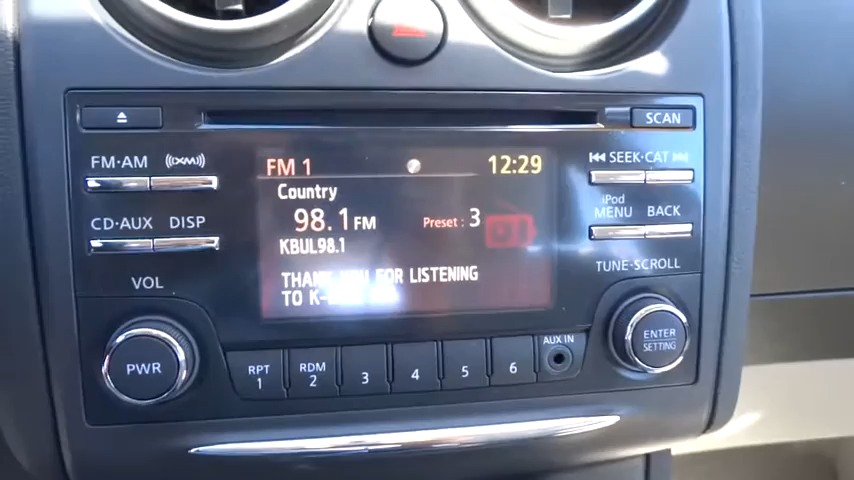 SCAN
FM·AM
((XM))
FM 1
12:29
SEEK·CAT
Country
iPod
MENU
BACK
98.1 FM
Preset : 3
CD·AUX
DISP
KBUL98.1
THANK YOU FOR LISTENING
TO
TUNE·SCROLL
VOL
PWR
RPT
1
RDM
2
3
4
5
6
AUX IN
ENTER
SETTING